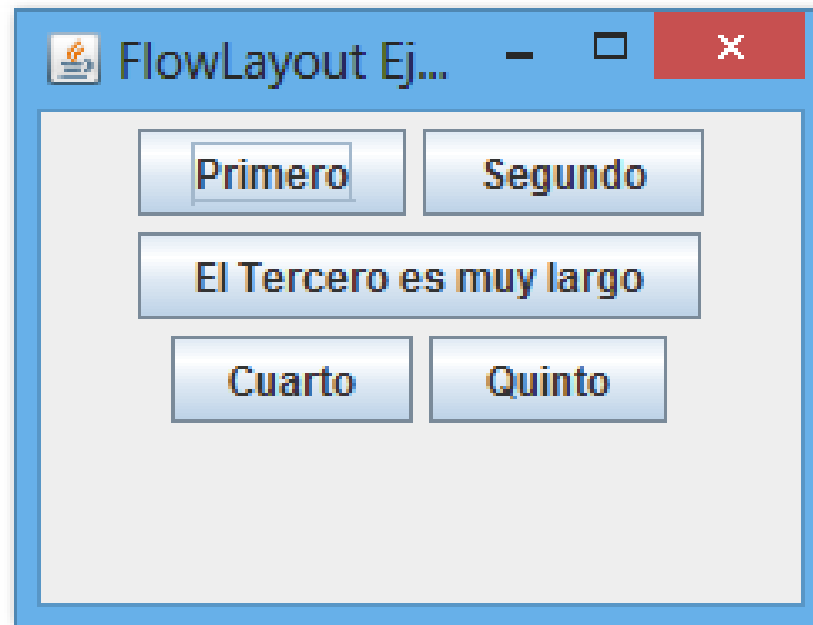 FlowLayout Ej...
Primero Segundo
El Tercero es muy largo
Cuarto Quinto